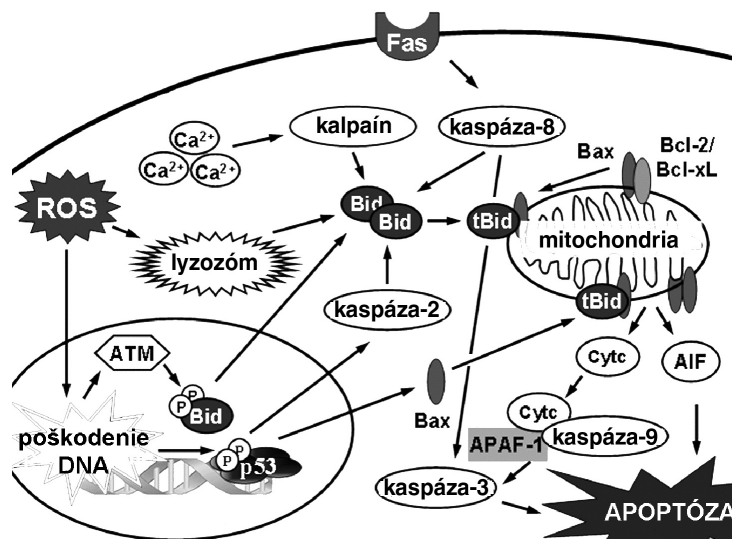 Fas
kalpaín
kaspáza-8
Ca²⁺
Ca²⁺
Ca²⁺
Bax
Bcl-2/
Bcl-xL
ROS
Bid
Bid
tBid
mitochondria
lyzozóm
kaspáza-2
tBid
ATM
P
P
Bid
Bax
Cytc
AIF
poškodenie
DNA
P
P
p53
Cytc
APAF-1
kaspáza-9
kaspáza-3
APOPTÓZA